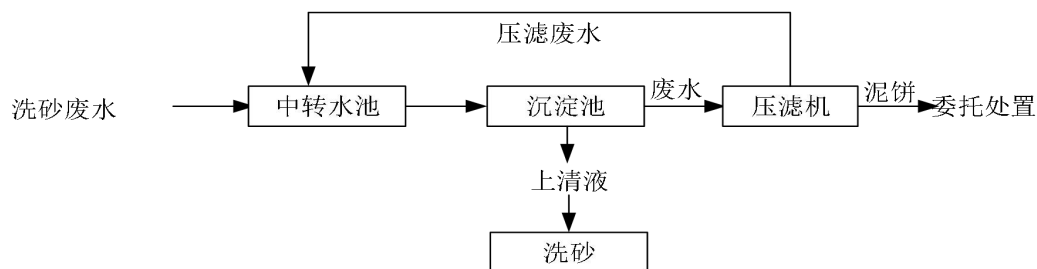 压滤废水
洗砂废水
中转水池
沉淀池
废水
压滤机
泥饼
委托处置
上清液
洗砂